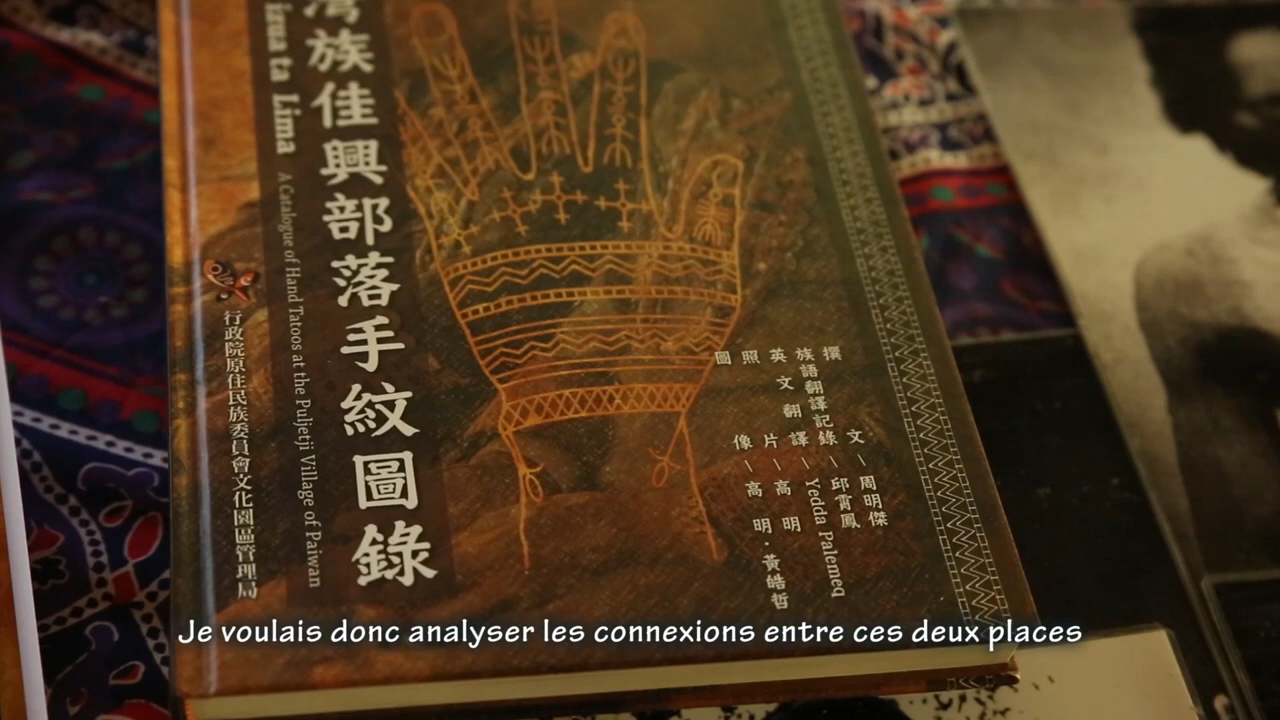 灣族佳興部落手紋圖錄
izua ta Lima
A Catalogue of Hand Tatoos at the Puljetji Village of Paiwan
行政院原住民族委員會文化園區管理局
撰文\周明傑
族語翻譯記錄\邱霄鳳
英文翻譯\Yedda Palemeq
照片\高明
圖像\高明・黃皓哲
Je voulais donc analyser les connexions entre ces deux places